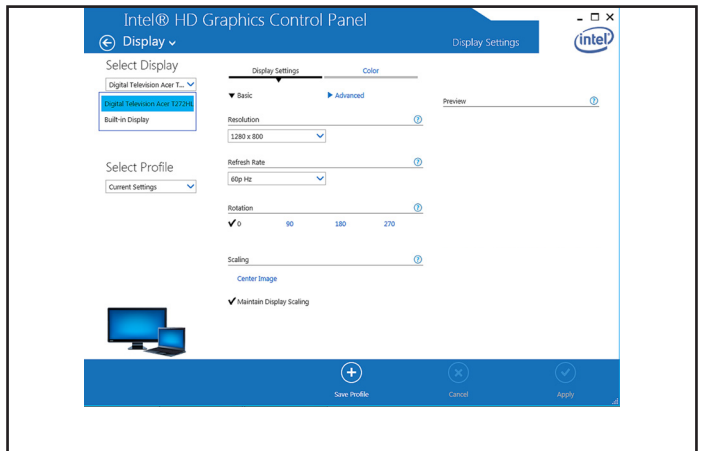 Intel® HD Graphics Control Panel
Display
Display Settings
intel
Select Display
Digital Television Acer T...
Digital Television Acer T272HL
Built-in Display
Select Profile
Current Settings
Display Settings
Color
Basic
Advanced
Resolution
1280 x 800
Refresh Rate
60p Hz
Rotation
0 90 180 270
Scaling
Center Image
Maintain Display Scaling
Preview
Save Profile
Cancel
Apply